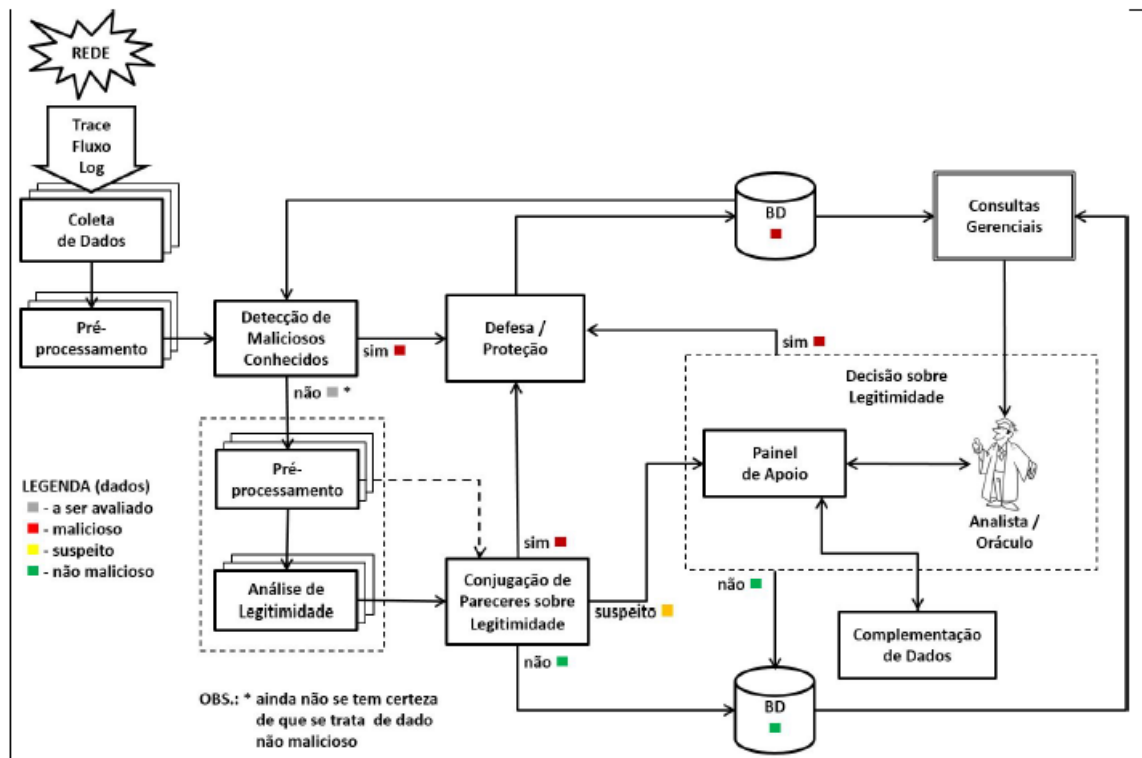 REDE
Trace
Fluxo
Log
Coleta
de Dados
Pré-
processamento
Detecção de
Maliciosos
Conhecidos
sim
não *
Defesa /
Proteção
BD
Consultas
Gerenciais
sim
Decisão sobre
Legitimidade
Painel
de Apoio
Analista /
Oráculo
Pré-
processamento
LEGENDA (dados)
- a ser avaliado
- malicioso
- suspeito
- não malicioso
Análise de
Legitimidade
sim
Conjugação de
Pareceres sobre
Legitimidade
suspeito
não
não
Complementação
de Dados
BD
OBS.: * ainda não se tem certeza
de que se trata de dado
não malicioso